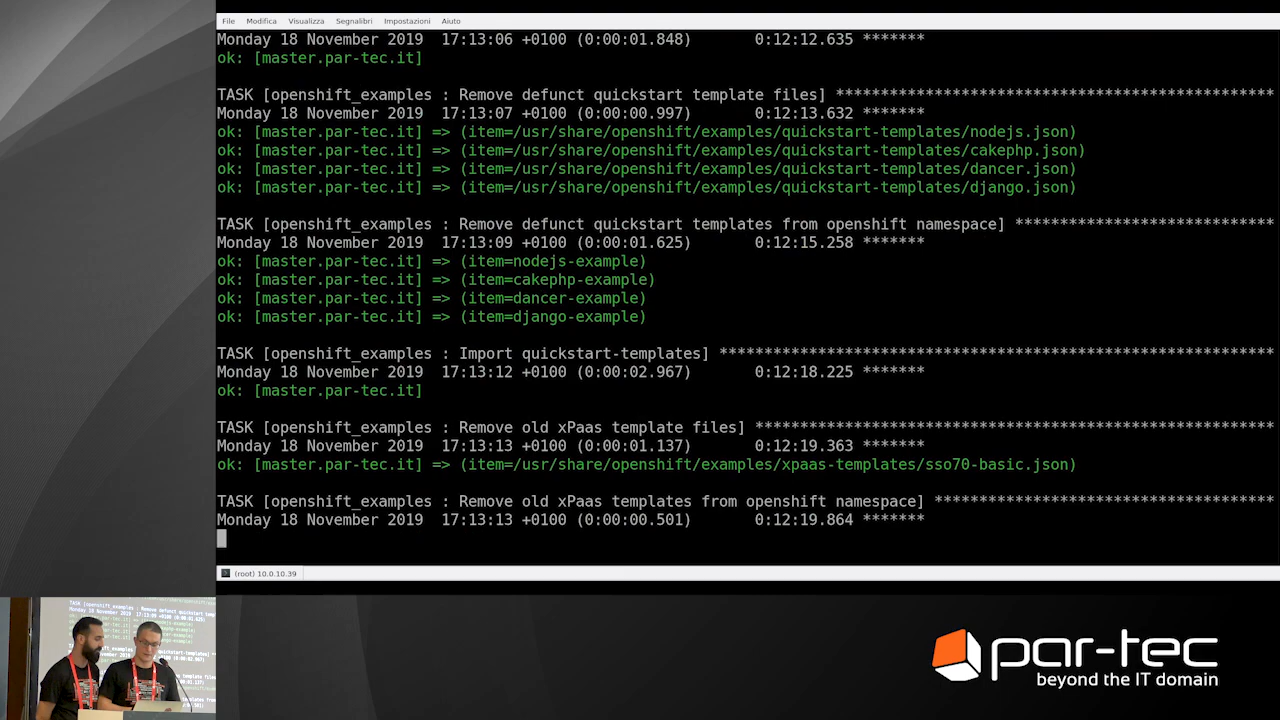 File Modifica Visualizza Segnalibri Impostazioni Aiuto
Monday 18 November 2019  17:13:06 +0100 (0:00:01.848)       0:12:12.635 *******
ok: [master.par-tec.it]
TASK [openshift_examples : Remove defunct quickstart template files] *************************************************
Monday 18 November 2019  17:13:07 +0100 (0:00:00.997)       0:12:13.632 *******
ok: [master.par-tec.it] => (item=/usr/share/openshift/examples/quickstart-templates/nodejs.json)
ok: [master.par-tec.it] => (item=/usr/share/openshift/examples/quickstart-templates/cakephp.json)
ok: [master.par-tec.it] => (item=/usr/share/openshift/examples/quickstart-templates/dancer.json)
ok: [master.par-tec.it] => (item=/usr/share/openshift/examples/quickstart-templates/django.json)
TASK [openshift_examples : Remove defunct quickstart templates from openshift namespace] *****************************
Monday 18 November 2019  17:13:09 +0100 (0:00:01.625)       0:12:15.258 *******
ok: [master.par-tec.it] => (item=nodejs-example)
ok: [master.par-tec.it] => (item=cakephp-example)
ok: [master.par-tec.it] => (item=dancer-example)
ok: [master.par-tec.it] => (item=django-example)
TASK [openshift_examples : Import quickstart-templates] **************************************************************
Monday 18 November 2019  17:13:12 +0100 (0:00:02.967)       0:12:18.225 *******
ok: [master.par-tec.it]
TASK [openshift_examples : Remove old xPaas template files] **********************************************************
Monday 18 November 2019  17:13:13 +0100 (0:00:01.137)       0:12:19.363 *******
ok: [master.par-tec.it] => (item=/usr/share/openshift/examples/xpaas-templates/sso70-basic.json)
TASK [openshift_examples : Remove old xPaas templates from openshift namespace] **************************************
Monday 18 November 2019  17:13:13 +0100 (0:00:00.501)       0:12:19.864 *******
(root) 10.0.10.39
par-tec
beyond the IT domain